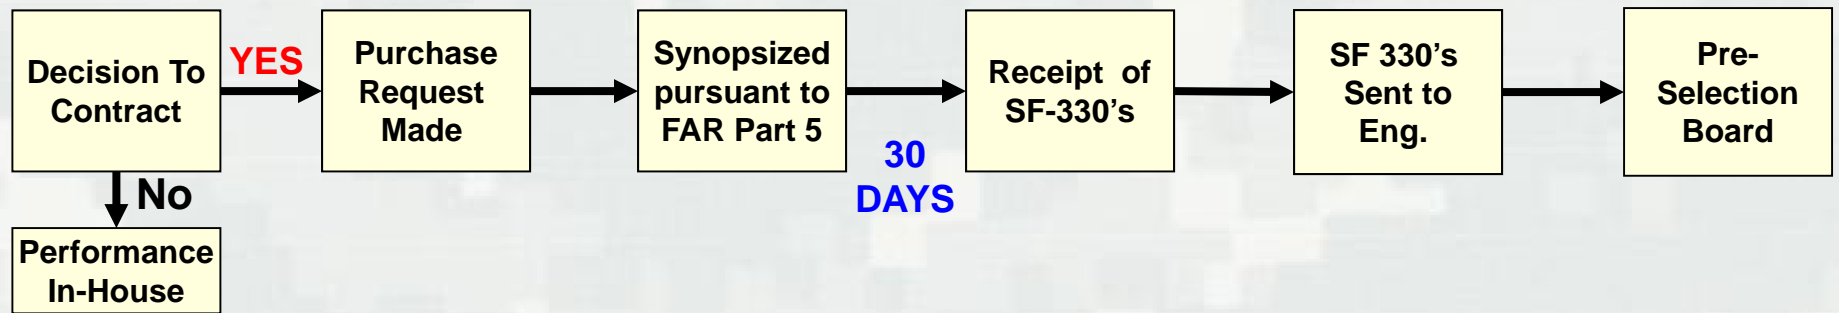 Decision To
Contract
YES
Purchase
Request
Made
Synopsized
pursuant to
FAR Part 5
30
DAYS
Receipt of
SF-330’s
SF 330’s
Sent to
Eng.
Pre-
Selection
Board
No
Performance
In-House